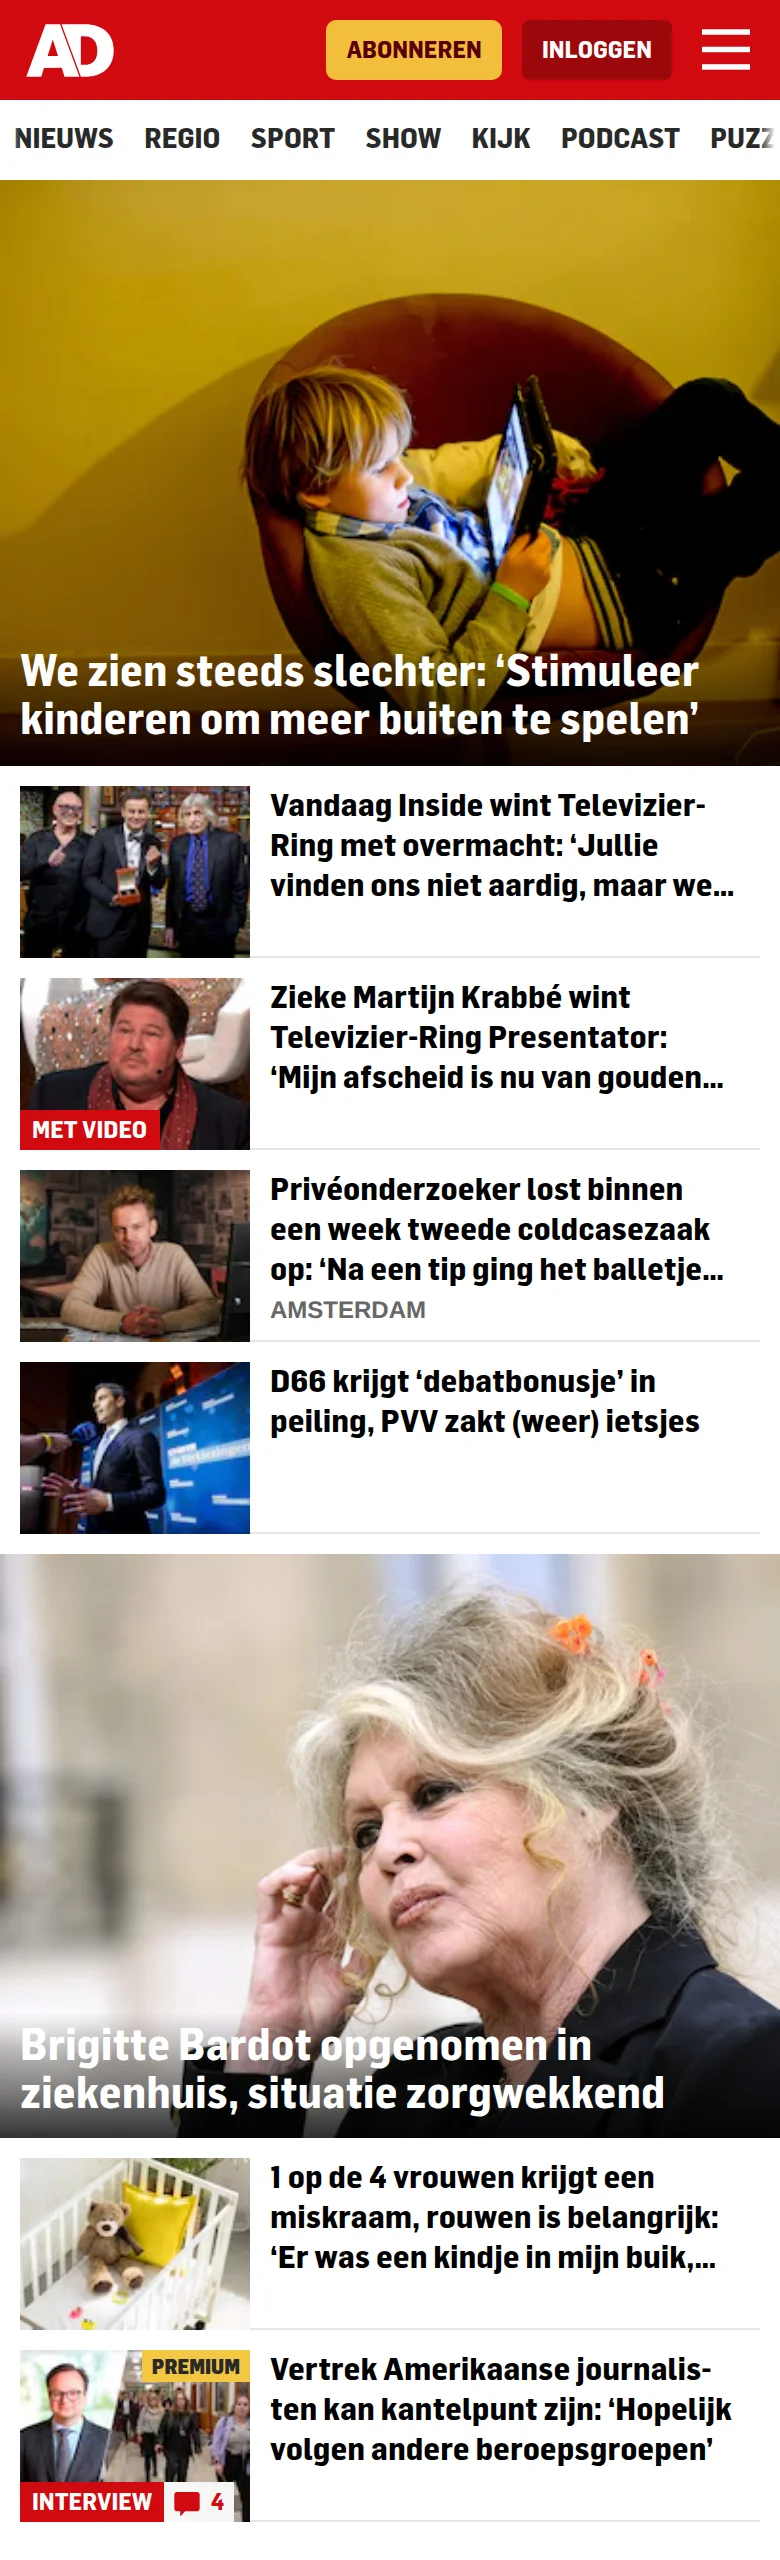 AD
ABONNEREN
INLOGGEN
NIEUWS REGIO SPORT SHOW KIJK PODCAST PUZZ
We zien steeds slechter: ‘Stimuleer
kinderen om meer buiten te spelen’
Vandaag Inside wint Televizier-
Ring met overmacht: ‘Jullie
vinden ons niet aardig, maar we...
Zieke Martijn Krabbé wint
Televizier-Ring Presentator:
‘Mijn afscheid is nu van gouden...
MET VIDEO
Privéonderzoeker lost binnen
een week tweede coldcasezaak
op: ‘Na een tip ging het balletje...
AMSTERDAM
D66 krijgt ‘debatbonusje’ in
peiling, PVV zakt (weer) ietsjes
Brigitte Bardot opgenomen in
ziekenhuis, situatie zorgwekkend
1 op de 4 vrouwen krijgt een
miskraam, rouwen is belangrijk:
‘Er was een kindje in mijn buik,...
PREMIUM
Vertrek Amerikaanse journalis-
ten kan kantelpunt zijn: ‘Hopelijk
volgen andere beroepsgroepen’
INTERVIEW
4